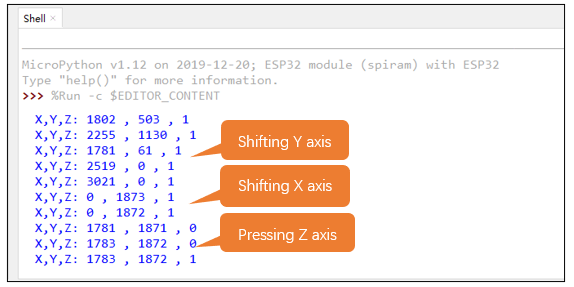 Shell ×
MicroPython v1.12 on 2019-12-20; ESP32 module (spiram) with ESP32
Type "help()" for more information.
>>> %Run -c $EDITOR_CONTENT
X,Y,Z: 1802 , 503 , 1
X,Y,Z: 2255 , 1130 , 1
X,Y,Z: 1781 , 61 , 1
X,Y,Z: 2519 , 0 , 1
X,Y,Z: 3021 , 0 , 1
X,Y,Z: 0 , 1873 , 1
X,Y,Z: 0 , 1872 , 1
X,Y,Z: 1781 , 1871 , 0
X,Y,Z: 1783 , 1872 , 0
X,Y,Z: 1783 , 1872 , 1
Shifting Y axis
Shifting X axis
Pressing Z axis